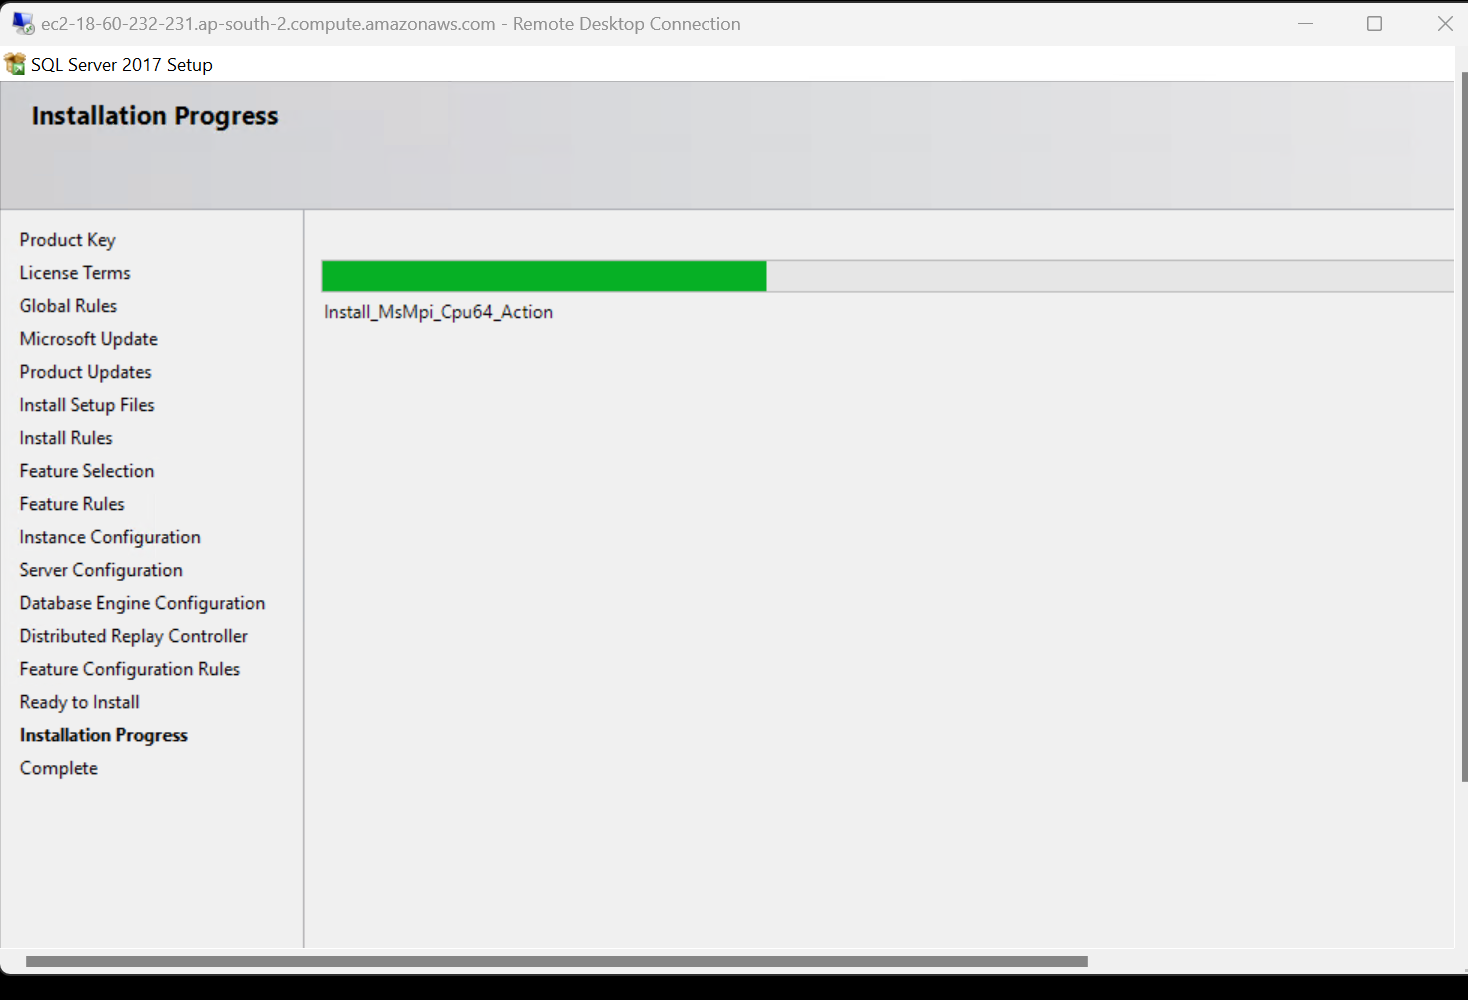 ec2-18-60-232-231.ap-south-2.compute.amazonaws.com - Remote Desktop Connection
SQL Server 2017 Setup
Installation Progress
Product Key
License Terms
Global Rules
Microsoft Update
Product Updates
Install Setup Files
Install Rules
Feature Selection
Feature Rules
Instance Configuration
Server Configuration
Database Engine Configuration
Distributed Replay Controller
Feature Configuration Rules
Ready to Install
Installation Progress
Complete
Install_MsMpi_Cpu64_Action